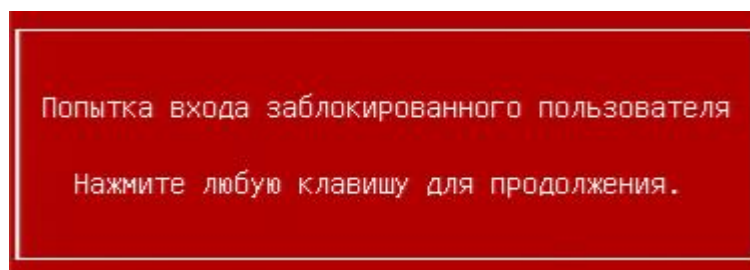 Попытка входа заблокированного пользователя
Нажмите любую клавишу для продолжения.